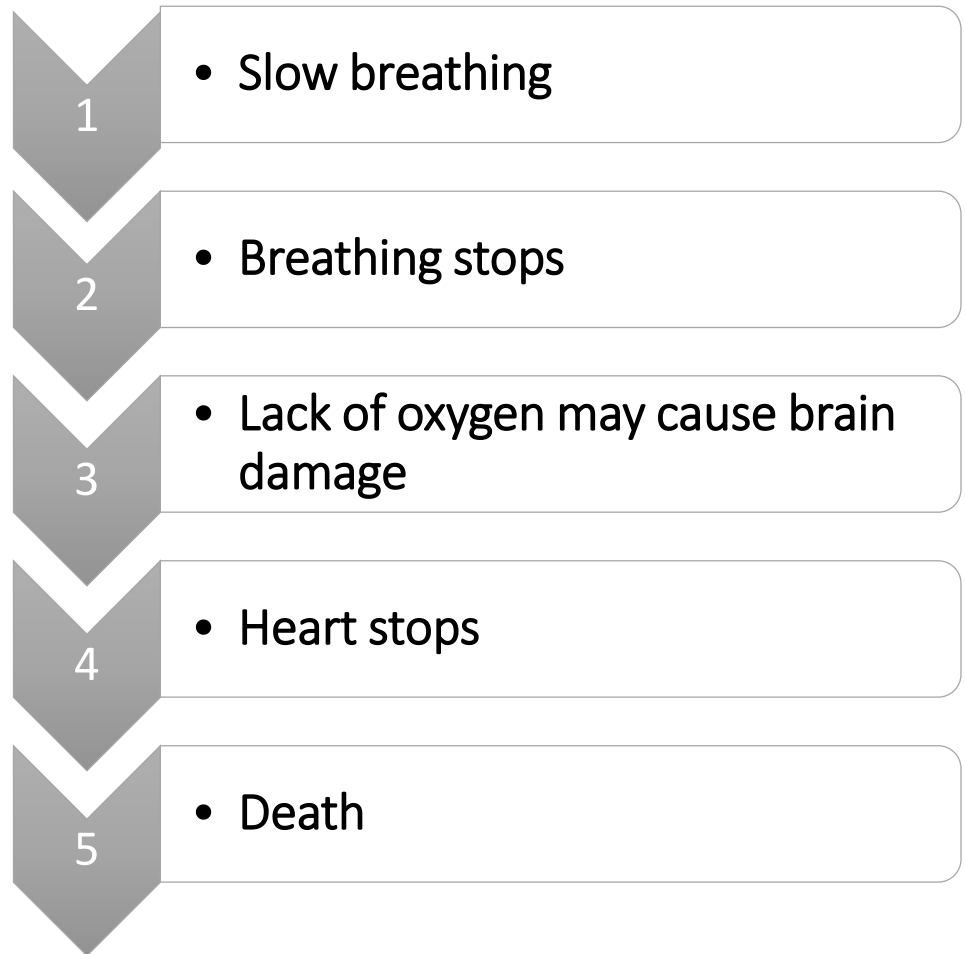 1
• Slow breathing
2
• Breathing stops
3
• Lack of oxygen may cause brain
damage
4
• Heart stops
5
• Death